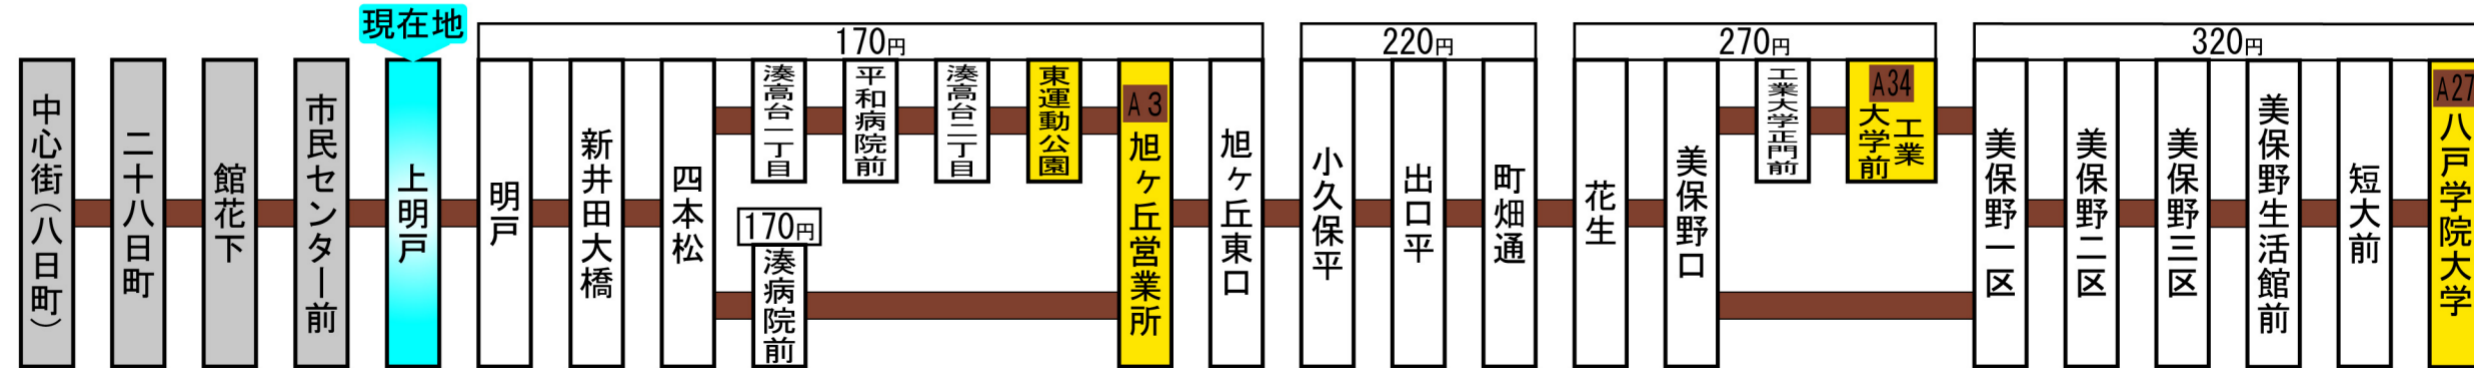 現在地
170円
220円
270円
320円
中心街(八日町)
二十八日町
館花下
市民センター前
上明戸
明戸
新井田大橋
四本松
湊高台一丁目
平和病院前
湊高台二丁目
東運動公園
170円
湊病院前
A3
旭ヶ丘営業所
旭ヶ丘東口
小久保平
出口平
町畑通
花生
美保野口
工業大学正門前
A34
工業
大学前
美保野一区
美保野二区
美保野三区
美保野生活館前
短大前
A27
八戸学院大学